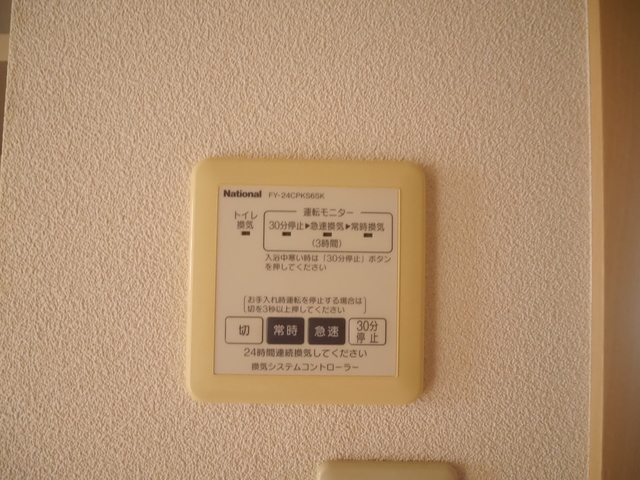 National FY-24CPKS6SK
運転モニター
トイレ
換気
30分停止▶急速換気▶常時換気
(3時間)
入浴中寒い時は「30分停止」ボタン
を押してください
お手入れ時運転を停止する場合は
切を3秒以上押してください
切 常時 急速 30分
停止
24時間連続換気してください
換気システムコントローラー